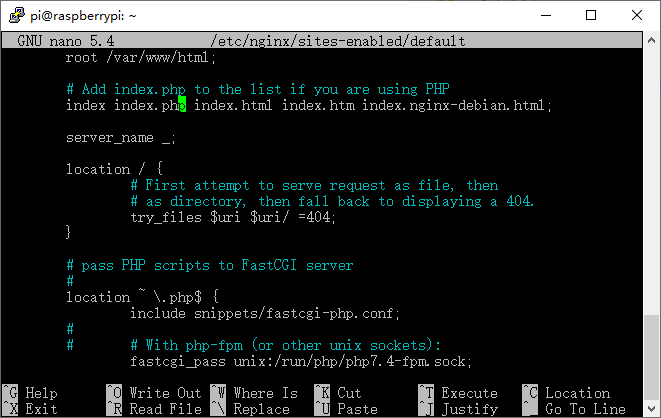 pi@raspberrypi: ~
GNU nano 5.4 /etc/nginx/sites-enabled/default
root /var/www/html;
# Add index.php to the list if you are using PHP
index index.php index.html index.htm index.nginx-debian.html;
server_name _;
location / {
# First attempt to serve request as file, then
# as directory, then fall back to displaying a 404.
try_files $uri $uri/ =404;
}
# pass PHP scripts to FastCGI server
#
location ~ \.php$ {
include snippets/fastcgi-php.conf;
#
# # With php-fpm (or other unix sockets):
fastcgi_pass unix:/run/php/php7.4-fpm.sock;
^G Help ^O Write Out ^W Where Is ^K Cut ^T Execute ^C Location
^X Exit ^R Read File ^\ Replace ^U Paste ^J Justify ^_ Go To Line